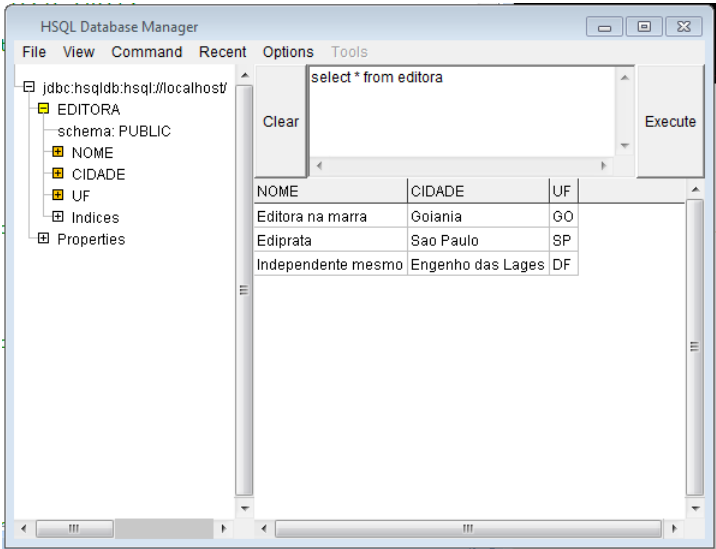 HSQL Database Manager
File View Command Recent Options Tools
jdbc:hsqldb:hsql://localhost/
EDITORA
schema: PUBLIC
NOME
CIDADE
UF
Indices
Properties
Clear
select * from editora
Execute
NOME CIDADE UF
Editora na marra Goiania GO
Ediprata Sao Paulo SP
Independente mesmo Engenho das Lages DF